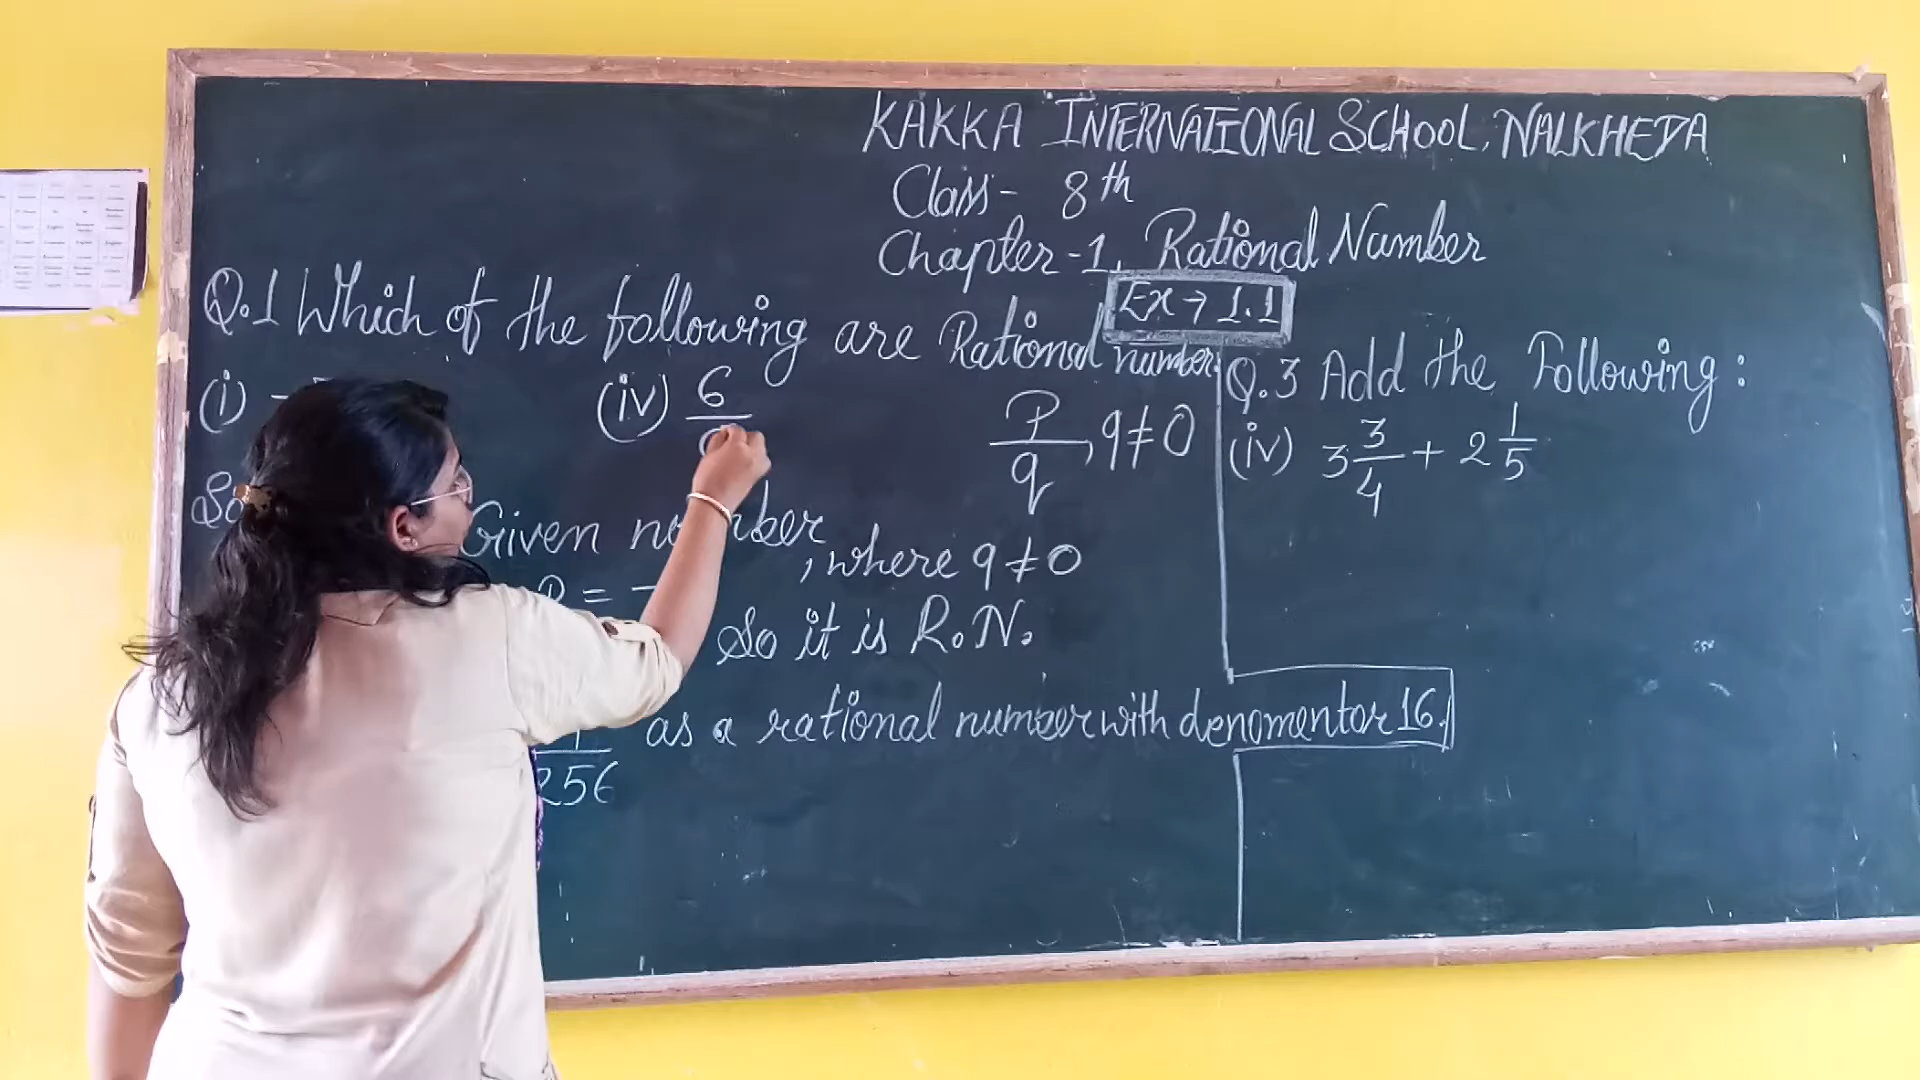 KAKKA INTERNATIONAL SCHOOL, NALKHEDA
Class- 8th
Chapter-1, Rational Number
Ex → 1.1
Q.1 Which of the following are Rational number
(i) (iv) 6/
p/q, q≠0
Given number
, where q≠0
P =
So it is R.N.
as a rational number with denomentor 16.
256
Q.3 Add the Following:
(iv) 3 3/4 + 2 1/5